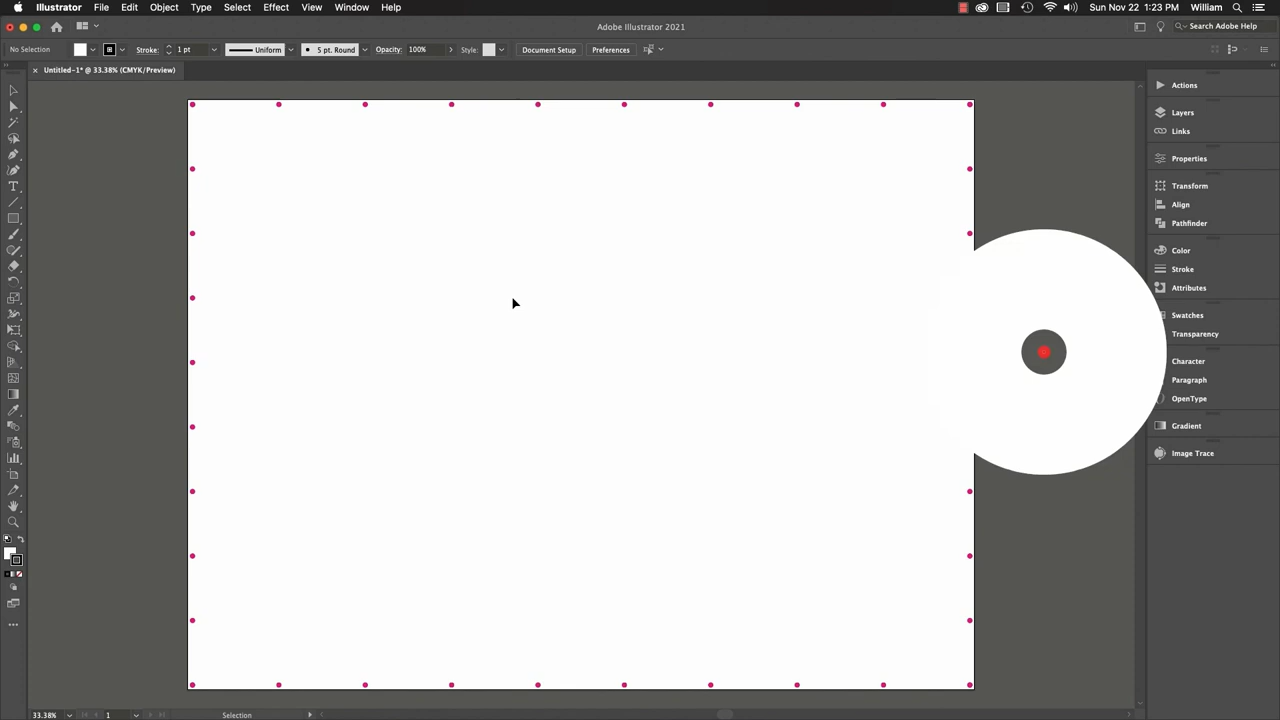 Illustrator File Edit Object Type Select Effect View Window Help Sun Nov 22 1:23 PM William
Adobe Illustrator 2021 Search Adobe Help
No Selection Stroke: 1 pt Uniform 5 pt. Round Opacity: 100% Style: Document Setup Preferences
Untitled-1* @ 33.38% (CMYK/Preview)
Actions
Layers
Links
Properties
Transform
Align
Pathfinder
Color
Stroke
Attributes
Swatches
Transparency
Character
Paragraph
OpenType
Gradient
Image Trace
33.38% 1 Selection